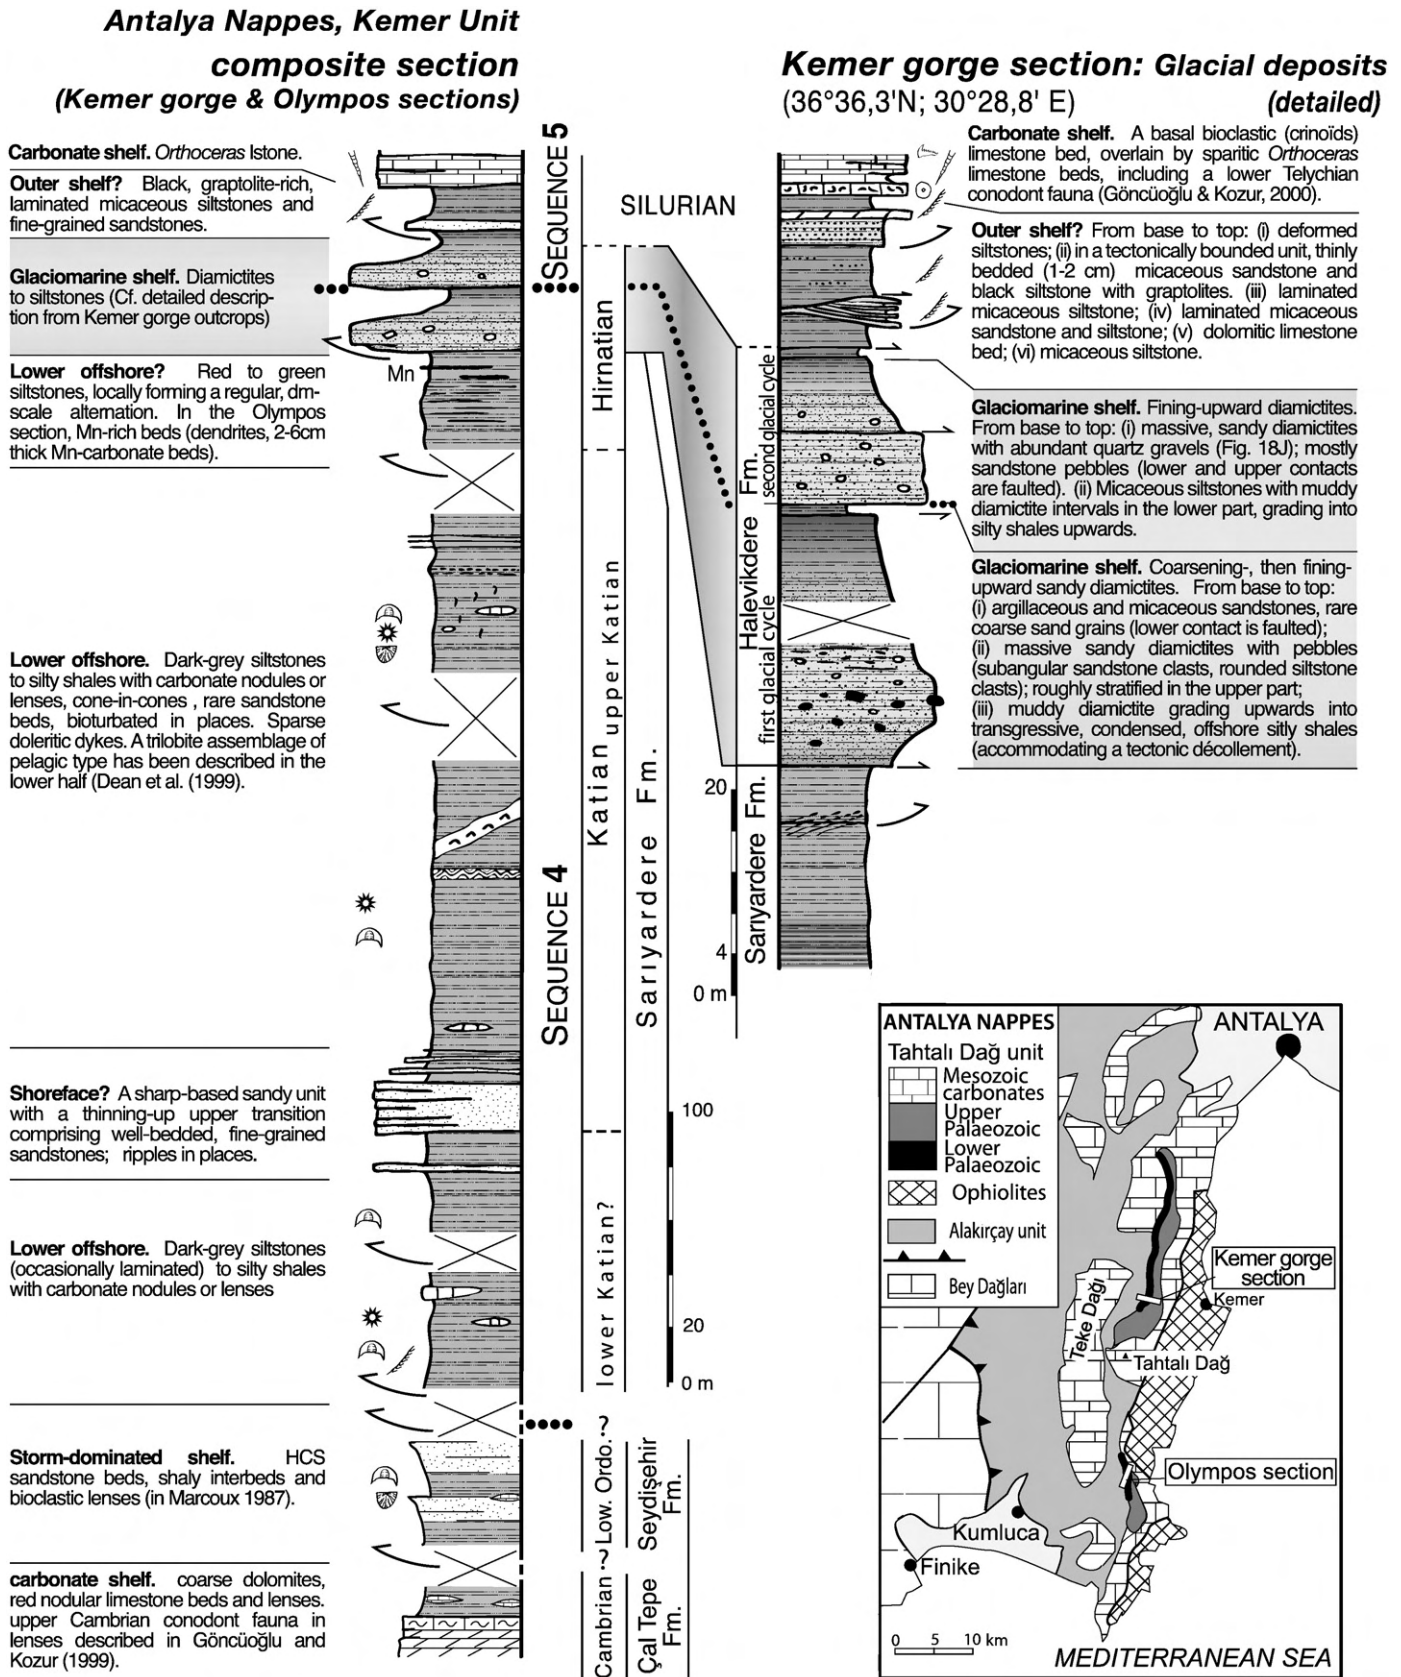 Antalya Nappes, Kemer Unit
composite section
(Kemer gorge & Olympos sections)
Carbonate shelf. Orthoceras lstone.
Outer shelf? Black, graptolite-rich,
laminated micaceous siltstones and
fine-grained sandstones.
Glaciomarine shelf. Diamictites
to siltstones (Cf. detailed descrip-
tion from Kemer gorge outcrops)
Lower offshore? Red to green
siltstones, locally forming a regular, dm-
scale alternation. In the Olympos
section, Mn-rich beds (dendrites, 2-6cm
thick Mn-carbonate beds).
Lower offshore. Dark-grey siltstones
to silty shales with carbonate nodules or
lenses, cone-in-cones , rare sandstone
beds, bioturbated in places. Sparse
doleritic dykes. A trilobite assemblage of
pelagic type has been described in the
lower half (Dean et al. (1999).
Shoreface? A sharp-based sandy unit
with a thinning-up upper transition
comprising well-bedded, fine-grained
sandstones; ripples in places.
Lower offshore. Dark-grey siltstones
(occasionally laminated) to silty shales
with carbonate nodules or lenses
Storm-dominated shelf. HCS
sandstone beds, shaly interbeds and
bioclastic lenses (in Marcoux 1987).
carbonate shelf. coarse dolomites,
red nodular limestone beds and lenses.
upper Cambrian conodont fauna in
lenses described in Göncüoğlu and
Kozur (1999).
Mn
SEQUENCE 5
SEQUENCE 4
SILURIAN
Hirnatian
Katian
upper Katian
lower Katian?
?
Low. Ordo.
?
Cambrian
Sarıyardere Fm.
Seydişehir
Fm.
Çal Tepe
Fm.
100
20
0 m
Kemer gorge section: Glacial deposits
(36°36,3'N; 30°28,8' E)
(detailed)
Halevikdere Fm.
second glacial cycle
first glacial cycle
Sarıyardere Fm.
20
4
0 m
Carbonate shelf. A basal bioclastic (crinoïds)
limestone bed, overlain by sparitic Orthoceras
limestone beds, including a lower Telychian
conodont fauna (Göncüoğlu & Kozur, 2000).
Outer shelf? From base to top: (i) deformed
siltstones; (ii) in a tectonically bounded unit, thinly
bedded (1-2 cm) micaceous sandstone and
black siltstone with graptolites. (iii) laminated
micaceous siltstone; (iv) laminated micaceous
sandstone and siltstone; (v) dolomitic limestone
bed; (vi) micaceous siltstone.
Glaciomarine shelf. Fining-upward diamictites.
From base to top: (i) massive, sandy diamictites
with abundant quartz gravels (Fig. 18J); mostly
sandstone pebbles (lower and upper contacts
are faulted). (ii) Micaceous siltstones with muddy
diamictite intervals in the lower part, grading into
silty shales upwards.
Glaciomarine shelf. Coarsening-, then fining-
upward sandy diamictites. From base to top:
(i) argillaceous and micaceous sandstones, rare
coarse sand grains (lower contact is faulted);
(ii) massive sandy diamictites with pebbles
(subangular sandstone clasts, rounded siltstone
clasts); roughly stratified in the upper part;
(iii) muddy diamictite grading upwards into
transgressive, condensed, offshore sitly shales
(accommodating a tectonic décollement).
ANTALYA NAPPES
Tahtalı Dağ unit
Mesozoic
carbonates
Upper
Palaeozoic
Lower
Palaeozoic
Ophiolites
Alakırçay unit
Bey Dağları
ANTALYA
Kemer gorge
section
Kemer
Teke Dağı
Tahtalı Dağ
Olympos section
Kumluca
Finike
0 5 10 km
MEDITERRANEAN SEA